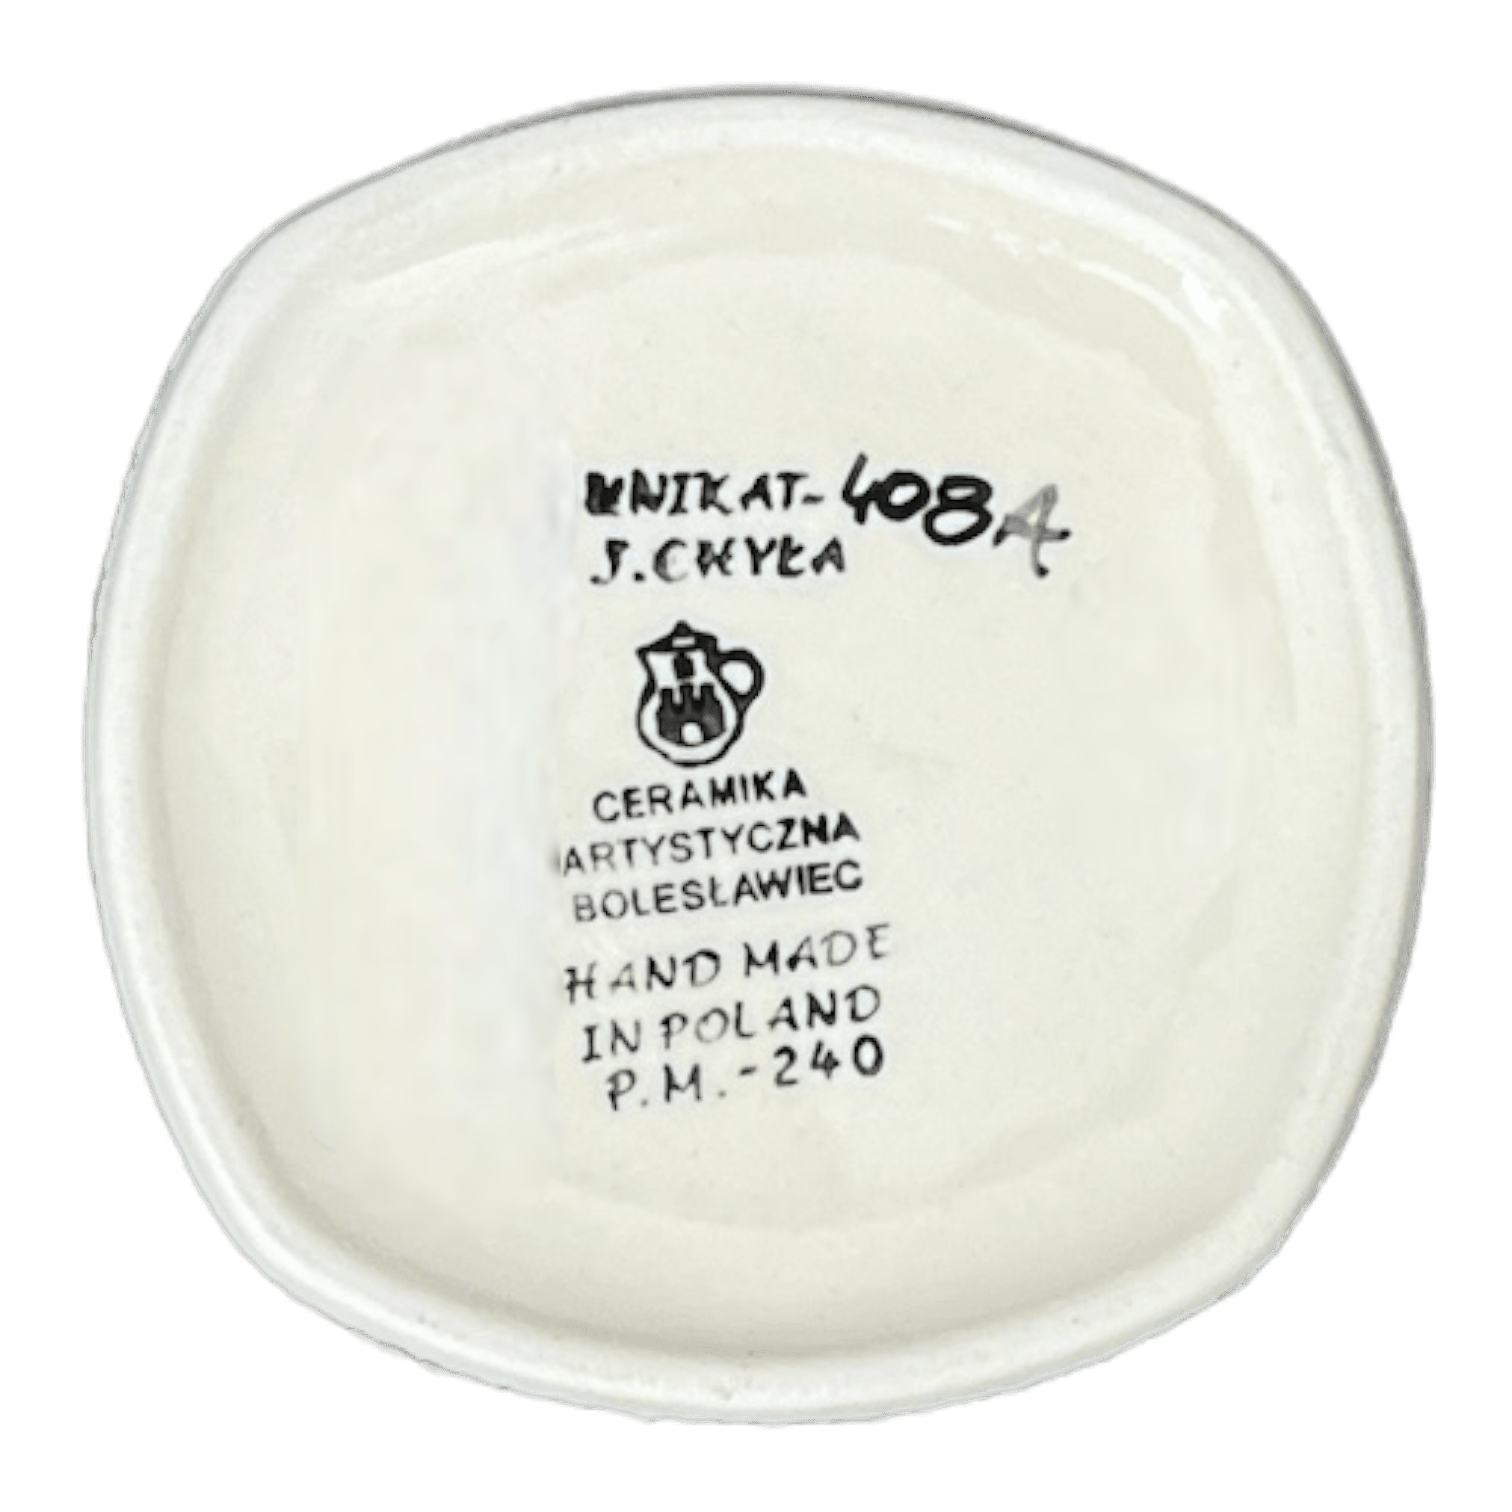 UNIKAT-408A
J.CHYŁA
CERAMIKA
ARTYSTYCZNA
BOLESŁAWIEC
HAND MADE
IN POLAND
P.M.-240